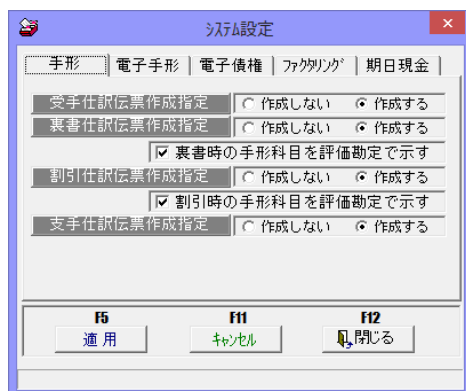 ｼｽﾃﾑ設定
手形 電子手形 電子債権 ﾌｧｸﾀﾘﾝｸﾞ 期日現金
受手仕訳伝票作成指定 作成しない 作成する
裏書仕訳伝票作成指定 作成しない 作成する
裏書時の手形科目を評価勘定で示す
割引仕訳伝票作成指定 作成しない 作成する
割引時の手形科目を評価勘定で示す
支手仕訳伝票作成指定 作成しない 作成する
F5 F11 F12
適用 ｷｬﾝｾﾙ 閉じる